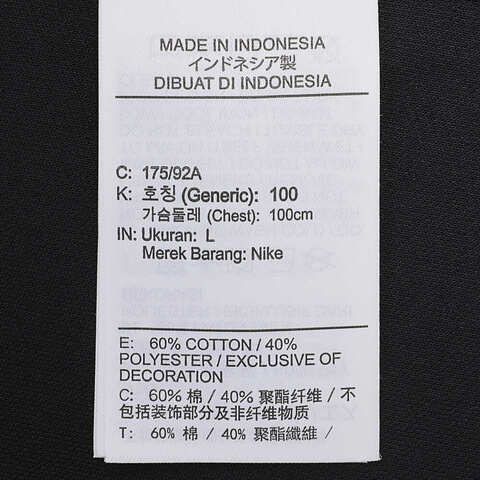 MADE IN INDONESIA
インドネシア製
DIBUAT DI INDONESIA
C: 175/92A
K: 호칭 (Generic): 100
가슴둘레 (Chest): 100cm
IN: Ukuran: L
Merek Barang: Nike
E: 60% COTTON / 40%
POLYESTER / EXCLUSIVE OF
DECORATION
C: 60% 棉 / 40% 聚酯纤维 / 不
包括装饰部分及非纤维物质
T: 60% 棉 / 40% 聚酯纖維 /